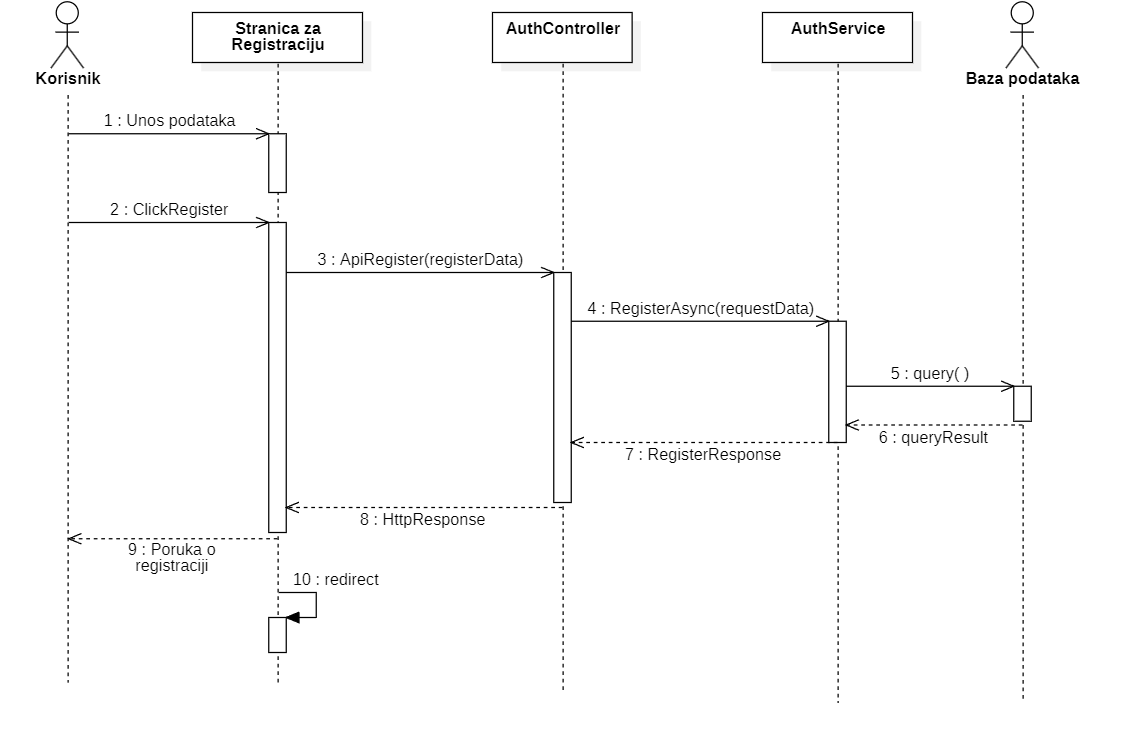 Stranica za
Registraciju
AuthController
AuthService
Korisnik
Baza podataka
1 : Unos podataka
2 : ClickRegister
3 : ApiRegister(registerData)
4 : RegisterAsync(requestData)
5 : query( )
6 : queryResult
7 : RegisterResponse
8 : HttpResponse
9 : Poruka o
registraciji
10 : redirect